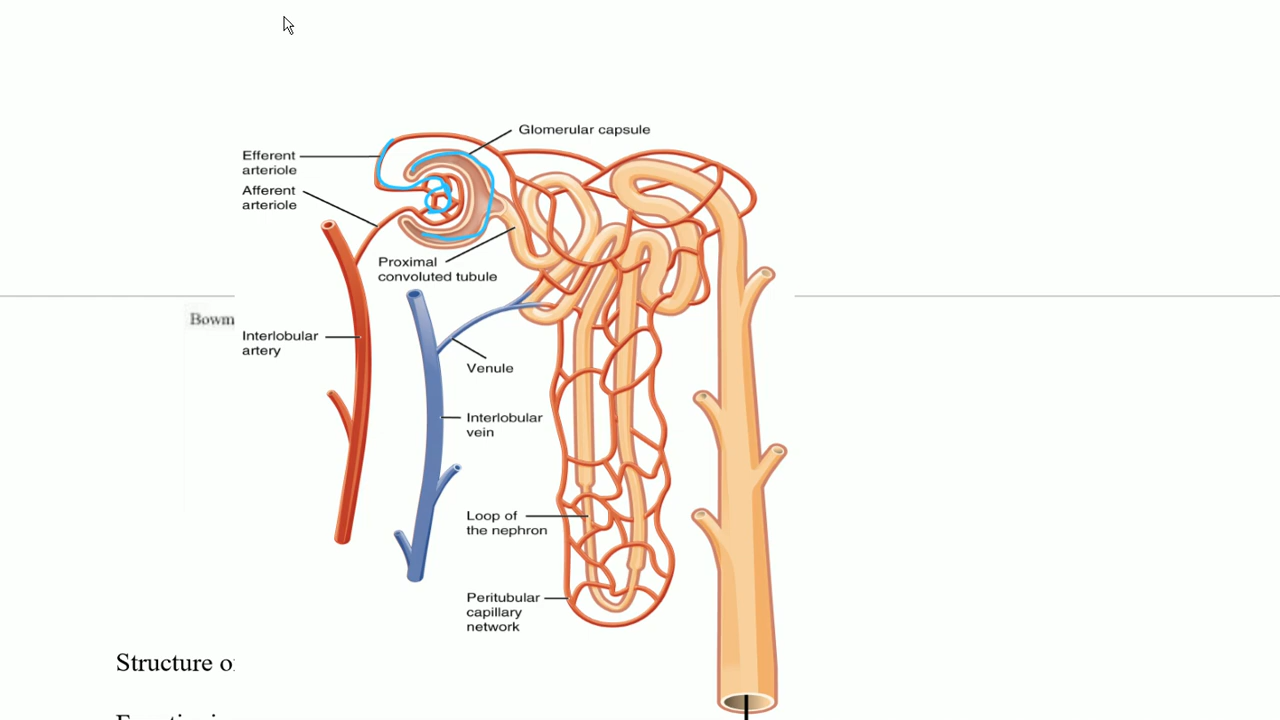 Glomerular capsule
Efferent
arteriole
Afferent
arteriole
Proximal
convoluted tubule
Bowm
Interlobular
artery
Venule
Interlobular
vein
Loop of
the nephron
Peritubular
capillary
network
Structure o